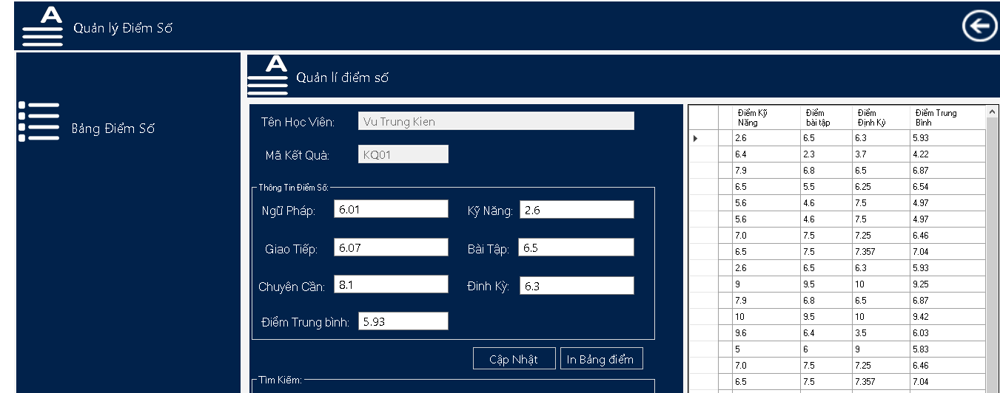 A
Quản lý Điểm Số
A
Quản lí điểm số
Bảng Điểm Số
Tên Học Viên: Vu Trung Kien
Mã Kết Quả: KQ01
Thông Tin Điểm Số:
Ngữ Pháp: 6.01 Kỹ Năng: 2.6
Giao Tiếp: 6.07 Bài Tập: 6.5
Chuyên Cần: 8.1 Đinh Kỳ: 6.3
Điểm Trung bình: 5.93
Cập Nhật In Bảng điểm
Tìm Kiếm:
Điểm Kỹ Điểm Điểm Điểm Trung
Năng bài tập Định Kỳ Bình
2.6 6.5 6.3 5.93
6.4 2.3 3.7 4.22
7.9 6.8 6.5 6.87
6.5 5.5 6.25 6.54
5.6 4.6 7.5 4.97
5.6 4.6 7.5 4.97
7.0 7.5 7.25 6.46
6.5 7.5 7.357 7.04
2.6 6.5 6.3 5.93
9 9.5 10 9.25
7.9 6.8 6.5 6.87
10 9.5 10 9.42
9.6 6.4 3.5 6.03
5 6 9 5.83
7.0 7.5 7.25 6.46
6.5 7.5 7.357 7.04